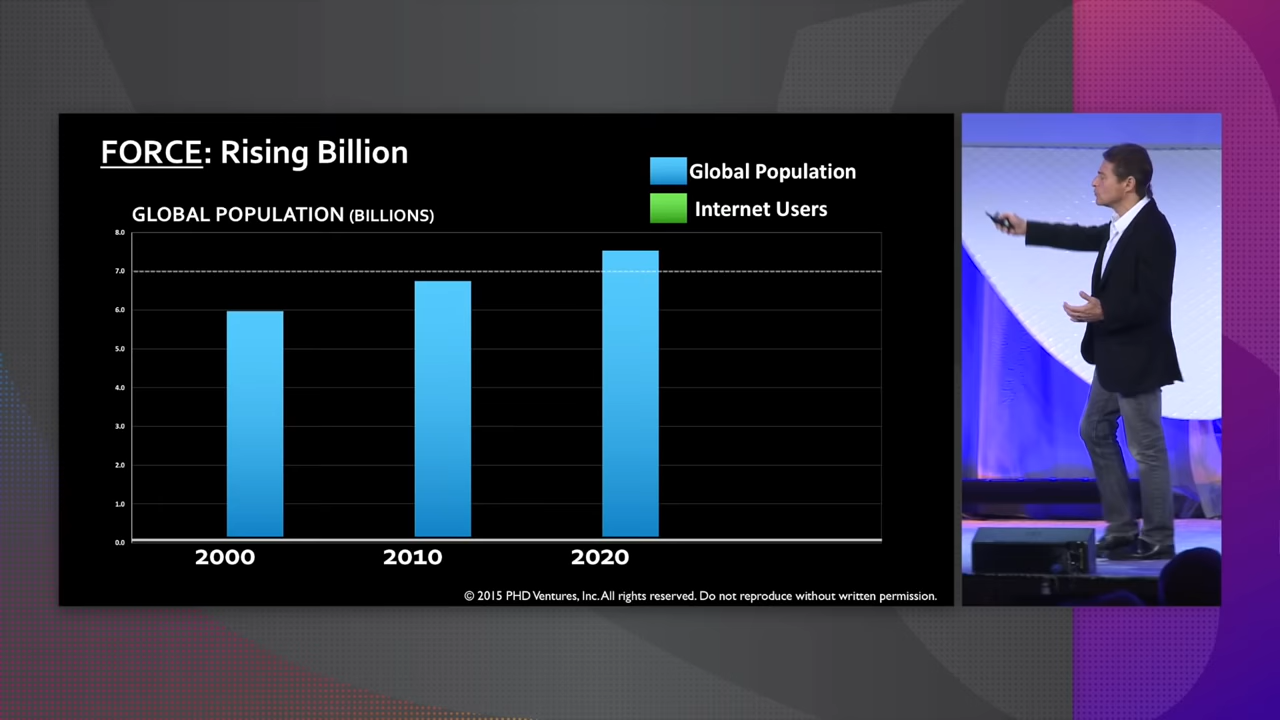 FORCE: Rising Billion
Global Population
Internet Users
GLOBAL POPULATION (BILLIONS)
8.0
7.0
6.0
5.0
4.0
3.0
2.0
1.0
0.0
2000 2010 2020
© 2015 PHD Ventures, Inc. All rights reserved. Do not reproduce without written permission.